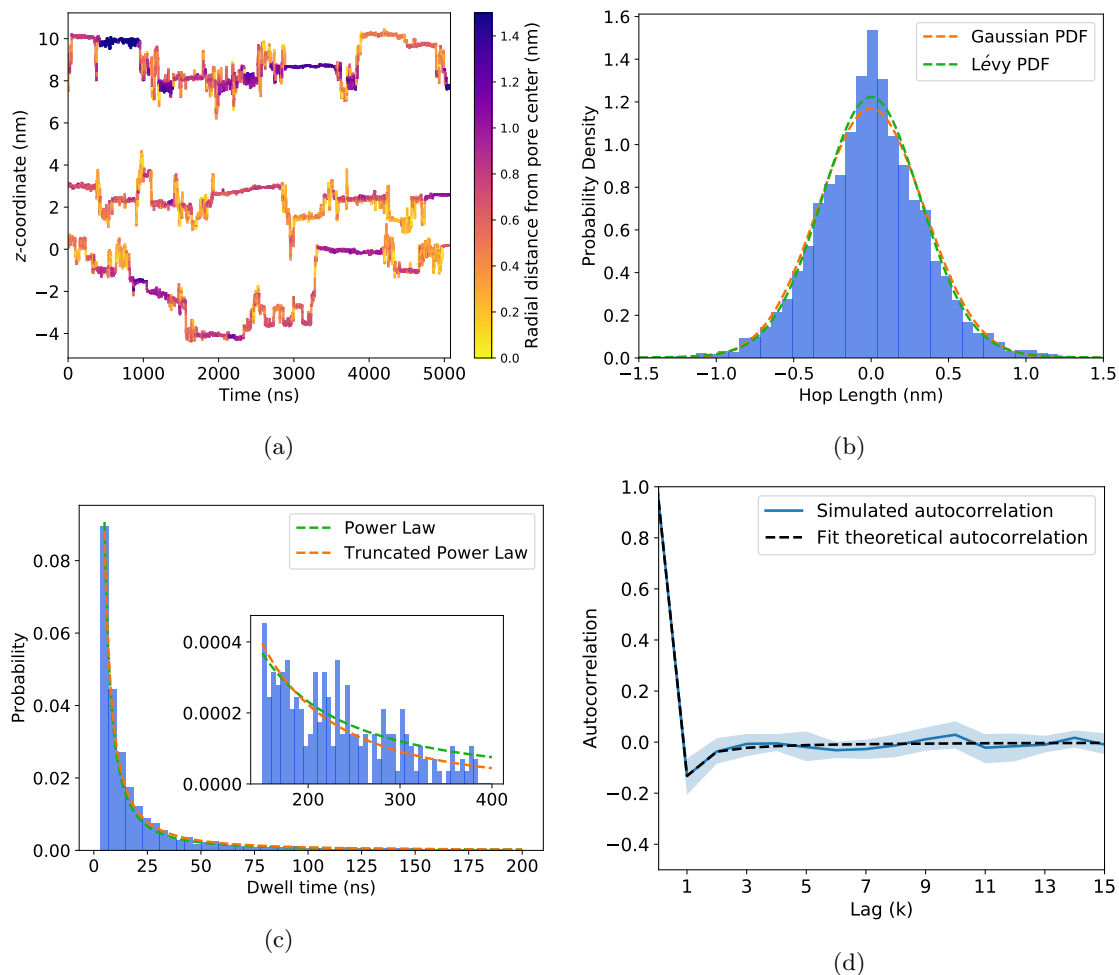 10
8
6
4
2
0
−2
−4
z-coordinate (nm)
0 1000 2000 3000 4000 5000
Time (ns)
1.4
1.2
1.0
0.8
0.6
0.4
0.2
0.0
Radial distance from pore center (nm)
(a)
1.6
1.4
1.2
1.0
0.8
0.6
0.4
0.2
0.0
Probability Density
Gaussian PDF
Lévy PDF
−1.5 −1.0 −0.5 0.0 0.5 1.0 1.5
Hop Length (nm)
(b)
0.08
0.06
0.04
0.02
0.00
Probability
Power Law
Truncated Power Law
0.0004
0.0002
0.0000
200 300 400
0 25 50 75 100 125 150 175 200
Dwell time (ns)
(c)
1.0
0.8
0.6
0.4
0.2
0.0
−0.2
−0.4
Autocorrelation
Simulated autocorrelation
Fit theoretical autocorrelation
1 3 5 7 9 11 13 15
Lag (k)
(d)